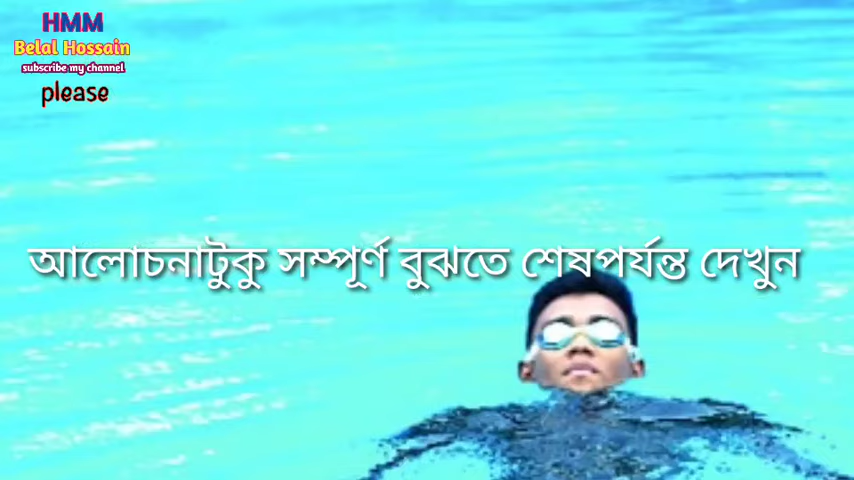 HMM
Belal Hossain
subscribe my channel
please
আলোচনাটুকু সম্পূর্ণ বুঝতে শেষপর্যন্ত দেখুন